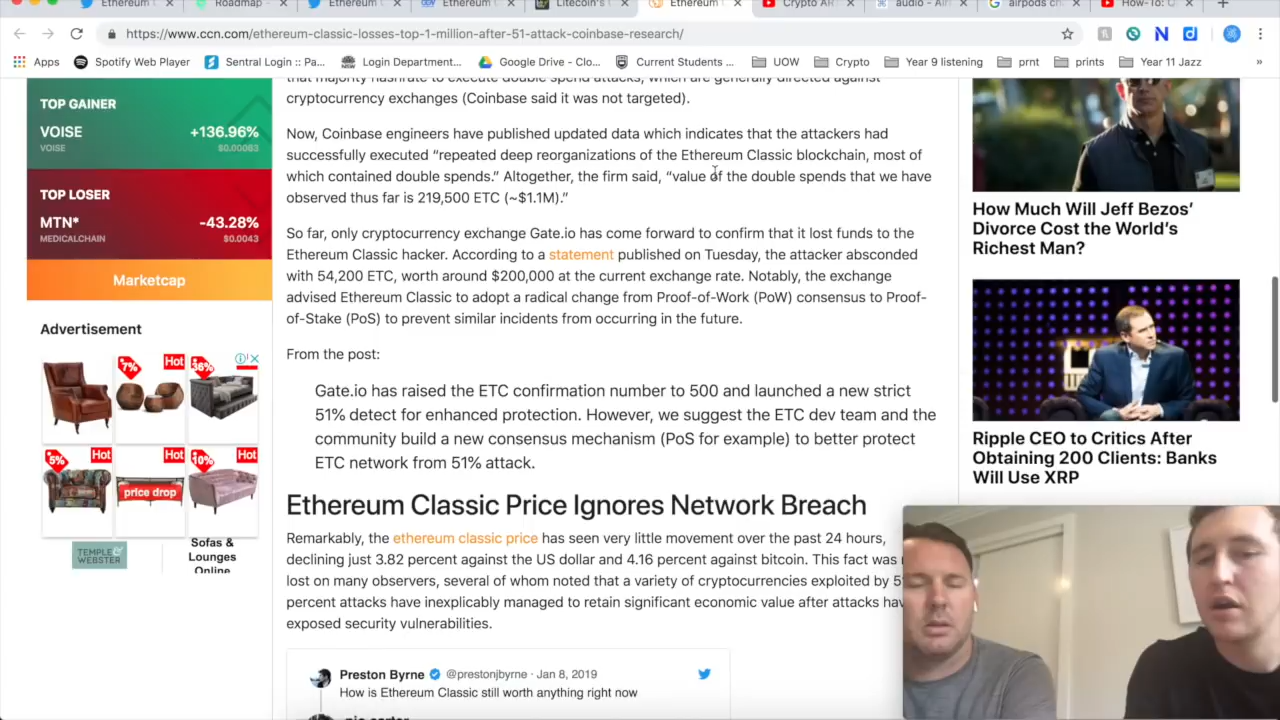 Ethereum C
Roadmap -
Ethereum C
Ethereum C
Litecoin's C
Ethereum
Crypto
audio -
airpods
How-To:
https://www.ccn.com/ethereum-classic-losses-top-1-million-after-51-attack-coinbase-research/
Apps
Spotify Web Player
Sentral Login :: Pa...
Login Department...
Google Drive - Clo...
Current Students ...
UOW
Crypto
Year 9 listening
prnt
prints
Year 11 Jazz
»
TOP GAINER
VOISE
+136.96%
VOISE
$0.00063
TOP LOSER
MTN*
-43.28%
MEDICALCHAIN
$0.0043
Marketcap
Advertisement
7%
Hot
36%
5%
Hot
Hot
10%
Hot
price drop
TEMPLE &
WEBSTER
Sofas &
Lounges
Online
that majority hashrate to execute double spend attacks, which are generally directed against
cryptocurrency exchanges (Coinbase said it was not targeted).
Now, Coinbase engineers have published updated data which indicates that the attackers had
successfully executed “repeated deep reorganizations of the Ethereum Classic blockchain, most of
which contained double spends.” Altogether, the firm said, “value of the double spends that we have
observed thus far is 219,500 ETC (~$1.1M).”
So far, only cryptocurrency exchange Gate.io has come forward to confirm that it lost funds to the
Ethereum Classic hacker. According to a statement published on Tuesday, the attacker absconded
with 54,200 ETC, worth around $200,000 at the current exchange rate. Notably, the exchange
advised Ethereum Classic to adopt a radical change from Proof-of-Work (PoW) consensus to Proof-
of-Stake (PoS) to prevent similar incidents from occurring in the future.
From the post:
Gate.io has raised the ETC confirmation number to 500 and launched a new strict
51% detect for enhanced protection. However, we suggest the ETC dev team and the
community build a new consensus mechanism (PoS for example) to better protect
ETC network from 51% attack.
Ethereum Classic Price Ignores Network Breach
Remarkably, the ethereum classic price has seen very little movement over the past 24 hours,
declining just 3.82 percent against the US dollar and 4.16 percent against bitcoin. This fact was
lost on many observers, several of whom noted that a variety of cryptocurrencies exploited by 5
percent attacks have inexplicably managed to retain significant economic value after attacks hav
exposed security vulnerabilities.
Preston Byrne @prestonjbyrne · Jan 8, 2019
How is Ethereum Classic still worth anything right now
How Much Will Jeff Bezos’
Divorce Cost the World’s
Richest Man?
Ripple CEO to Critics After
Obtaining 200 Clients: Banks
Will Use XRP